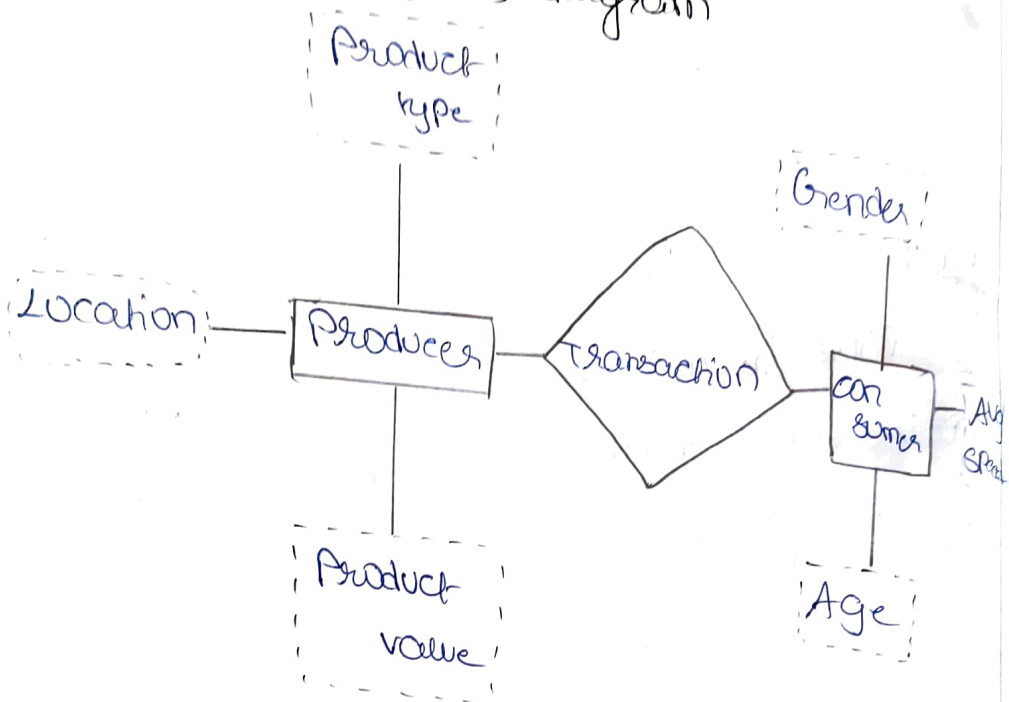 Product
type
Gender
Location
Producer
Transaction
con
sumer
Product
value
Age